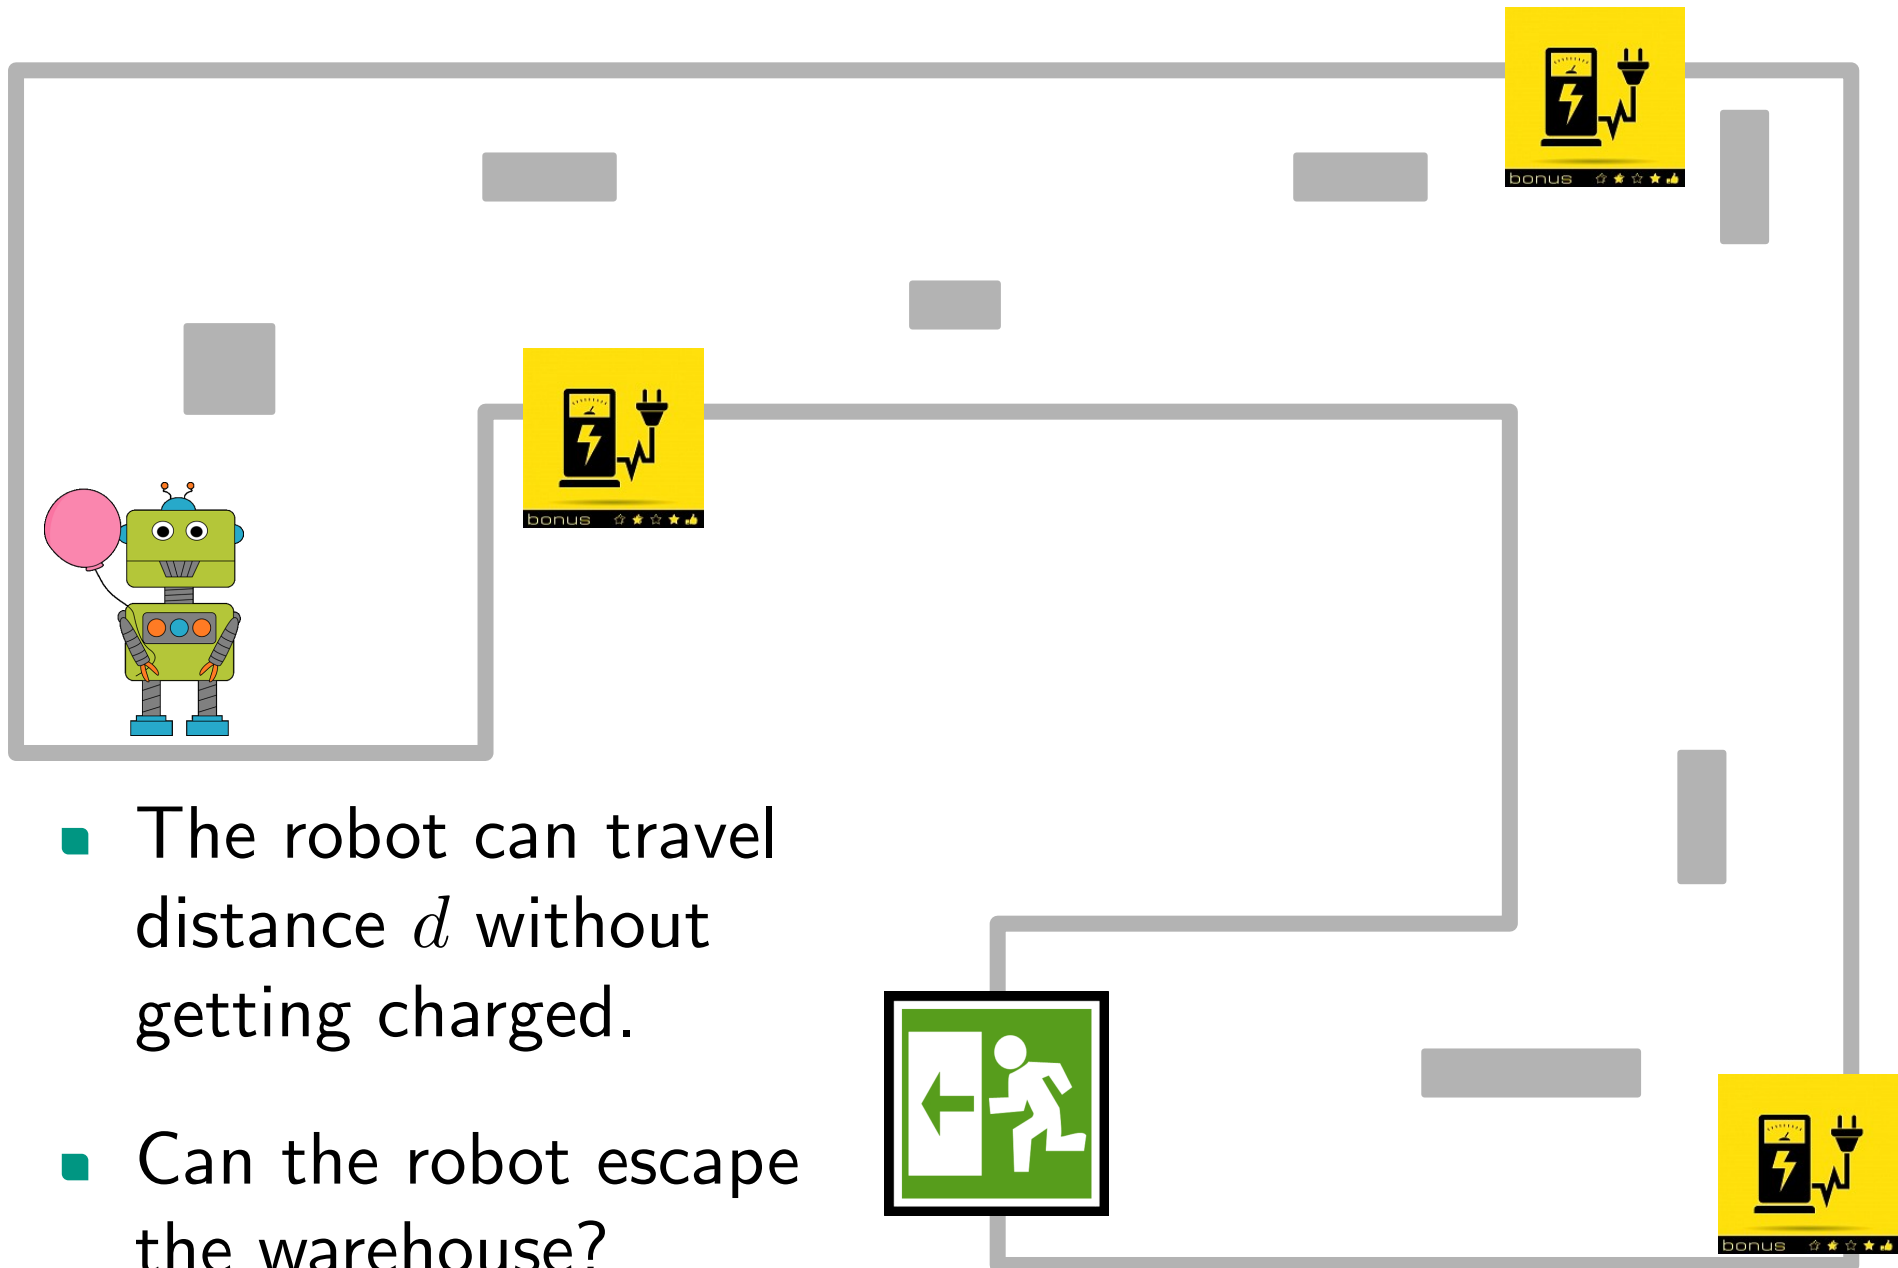 bonus
bonus
The robot can travel
distance d without
getting charged.
Can the robot escape
the warehouse?
bonus